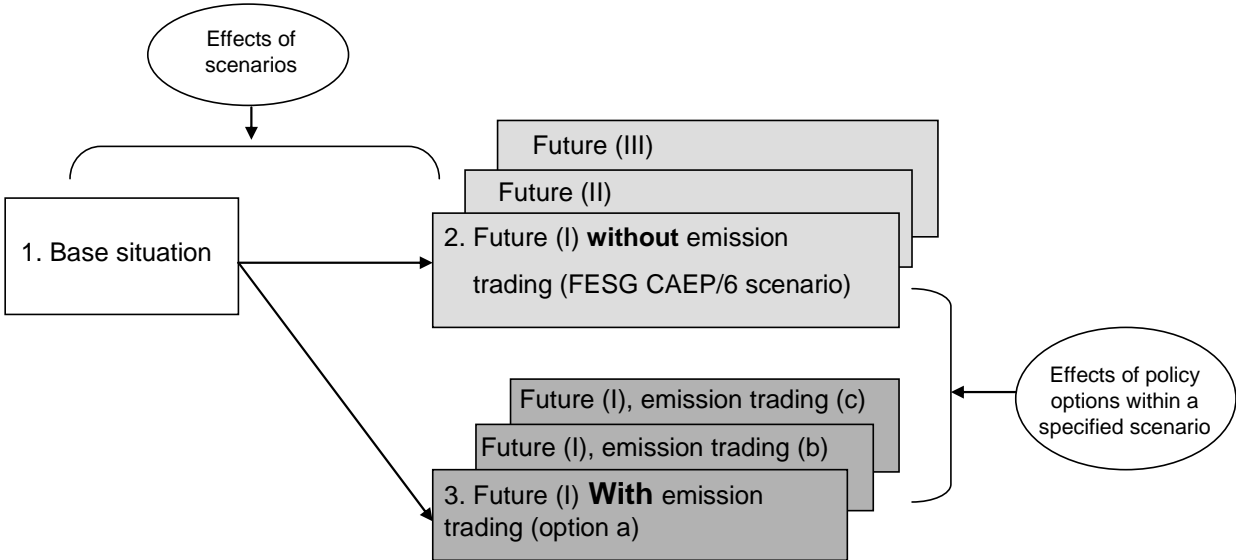 Effects of
scenarios
Future (III)
Future (II)
1. Base situation
2. Future (I) without emission
trading (FESG CAEP/6 scenario)
Effects of policy
options within a
specified scenario
Future (I), emission trading (c)
Future (I), emission trading (b)
3. Future (I) With emission
trading (option a)